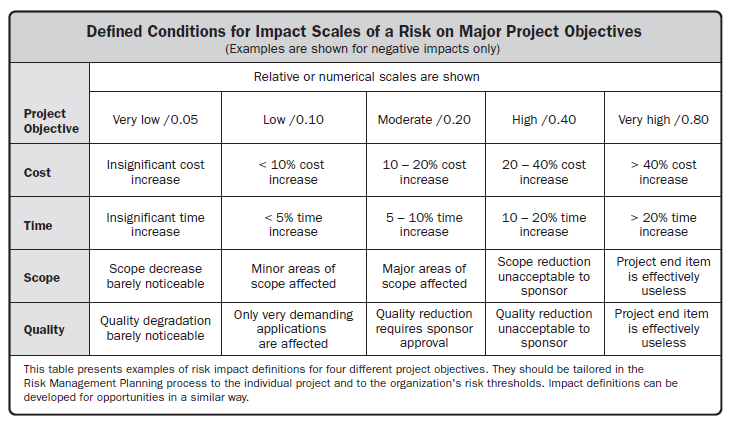 Defined Conditions for Impact Scales of a Risk on Major Project Objectives
(Examples are shown for negative impacts only)
Relative or numerical scales are shown
Project
Objective
Very low /0.05
Low /0.10
Moderate /0.20
High /0.40
Very high /0.80
Cost
Insignificant cost
increase
< 10% cost
increase
10 – 20% cost
increase
20 – 40% cost
increase
> 40% cost
increase
Time
Insignificant time
increase
< 5% time
increase
5 – 10% time
increase
10 – 20% time
increase
> 20% time
increase
Scope
Scope decrease
barely noticeable
Minor areas of
scope affected
Major areas of
scope affected
Scope reduction
unacceptable to
sponsor
Project end item
is effectively
useless
Quality
Quality degradation
barely noticeable
Only very demanding
applications
are affected
Quality reduction
requires sponsor
approval
Quality reduction
unacceptable to
sponsor
Project end item
is effectively
useless
This table presents examples of risk impact definitions for four different project objectives. They should be tailored in the
Risk Management Planning process to the individual project and to the organization's risk thresholds. Impact definitions can be
developed for opportunities in a similar way.